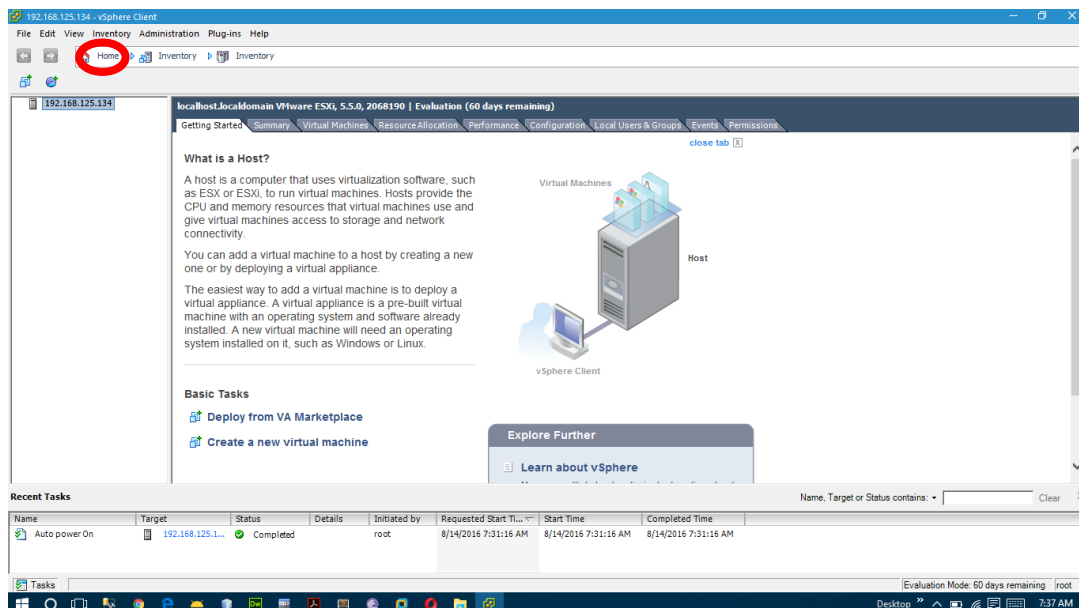 192.168.125.134 - vSphere Client
File Edit View Inventory Administration Plug-ins Help
Home Inventory Inventory
192.168.125.134
localhost.localdomain VMware ESXi, 5.5.0, 2068190 | Evaluation (60 days remaining)
Getting Started Summary Virtual Machines Resource Allocation Performance Configuration Local Users & Groups Events Permissions
close tab X
What is a Host?
A host is a computer that uses virtualization software, such
as ESX or ESXi, to run virtual machines. Hosts provide the
CPU and memory resources that virtual machines use and
give virtual machines access to storage and network
connectivity.
You can add a virtual machine to a host by creating a new
one or by deploying a virtual appliance.
The easiest way to add a virtual machine is to deploy a
virtual appliance. A virtual appliance is a pre-built virtual
machine with an operating system and software already
installed. A new virtual machine will need an operating
system installed on it, such as Windows or Linux.
Virtual Machines
Host
vSphere Client
Basic Tasks
Deploy from VA Marketplace
Create a new virtual machine
Explore Further
Learn about vSphere
Recent Tasks
Name, Target or Status contains:
Clear
Name Target Status Details Initiated by Requested Start Ti... Start Time Completed Time
Auto power On 192.168.125.1... Completed root 8/14/2016 7:31:16 AM 8/14/2016 7:31:16 AM 8/14/2016 7:31:16 AM
Tasks
Evaluation Mode: 60 days remaining root
Desktop 7:37 AM